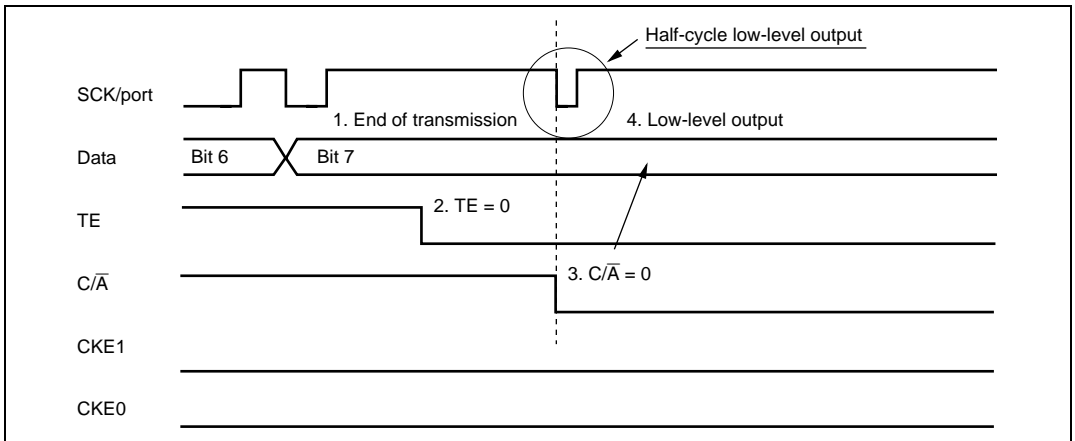 Half-cycle low-level output
SCK/port
1. End of transmission
4. Low-level output
Data
Bit 6
Bit 7
TE
2. TE = 0
C/A̅
3. C/A̅ = 0
CKE1
CKE0